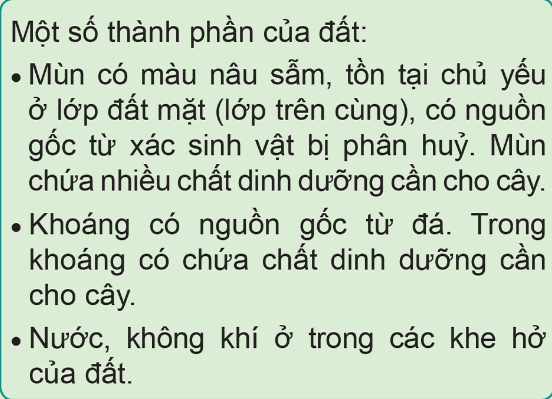 Một số thành phần của đất:
• Mùn có màu nâu sẫm, tồn tại chủ yếu
ở lớp đất mặt (lớp trên cùng), có nguồn
gốc từ xác sinh vật bị phân huỷ. Mùn
chứa nhiều chất dinh dưỡng cần cho cây.
• Khoáng có nguồn gốc từ đá. Trong
khoáng có chứa chất dinh dưỡng cần
cho cây.
• Nước, không khí ở trong các khe hở
của đất.